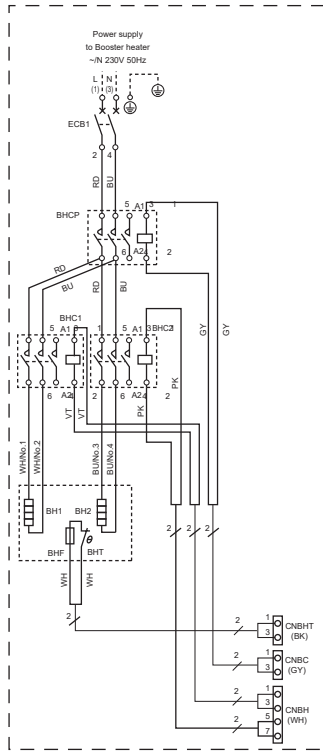 Power supply
to Booster heater
~/N 230V 50Hz
L N
(1) (3)
ECB1
2 4
RD BU
5 A1 3 1
BHCP
6 A2 4 2
RD
BU
RD BU
GY GY
BHC1
5 A1 3 1 5 A1 3 BHC2 1
6 A2 4 2 6 A2 4 2
VT VT PK PK
WH/No.1 WH/No.2 BU/No.3 BU/No.4
BH1 BH2
BHF BHT θ
WH WH
2 2 2
2
2 1 CNBHT
3 (BK)
2 1 CNBC
3 (GY)
2 1
3 CNBH
5 (WH)
2 7